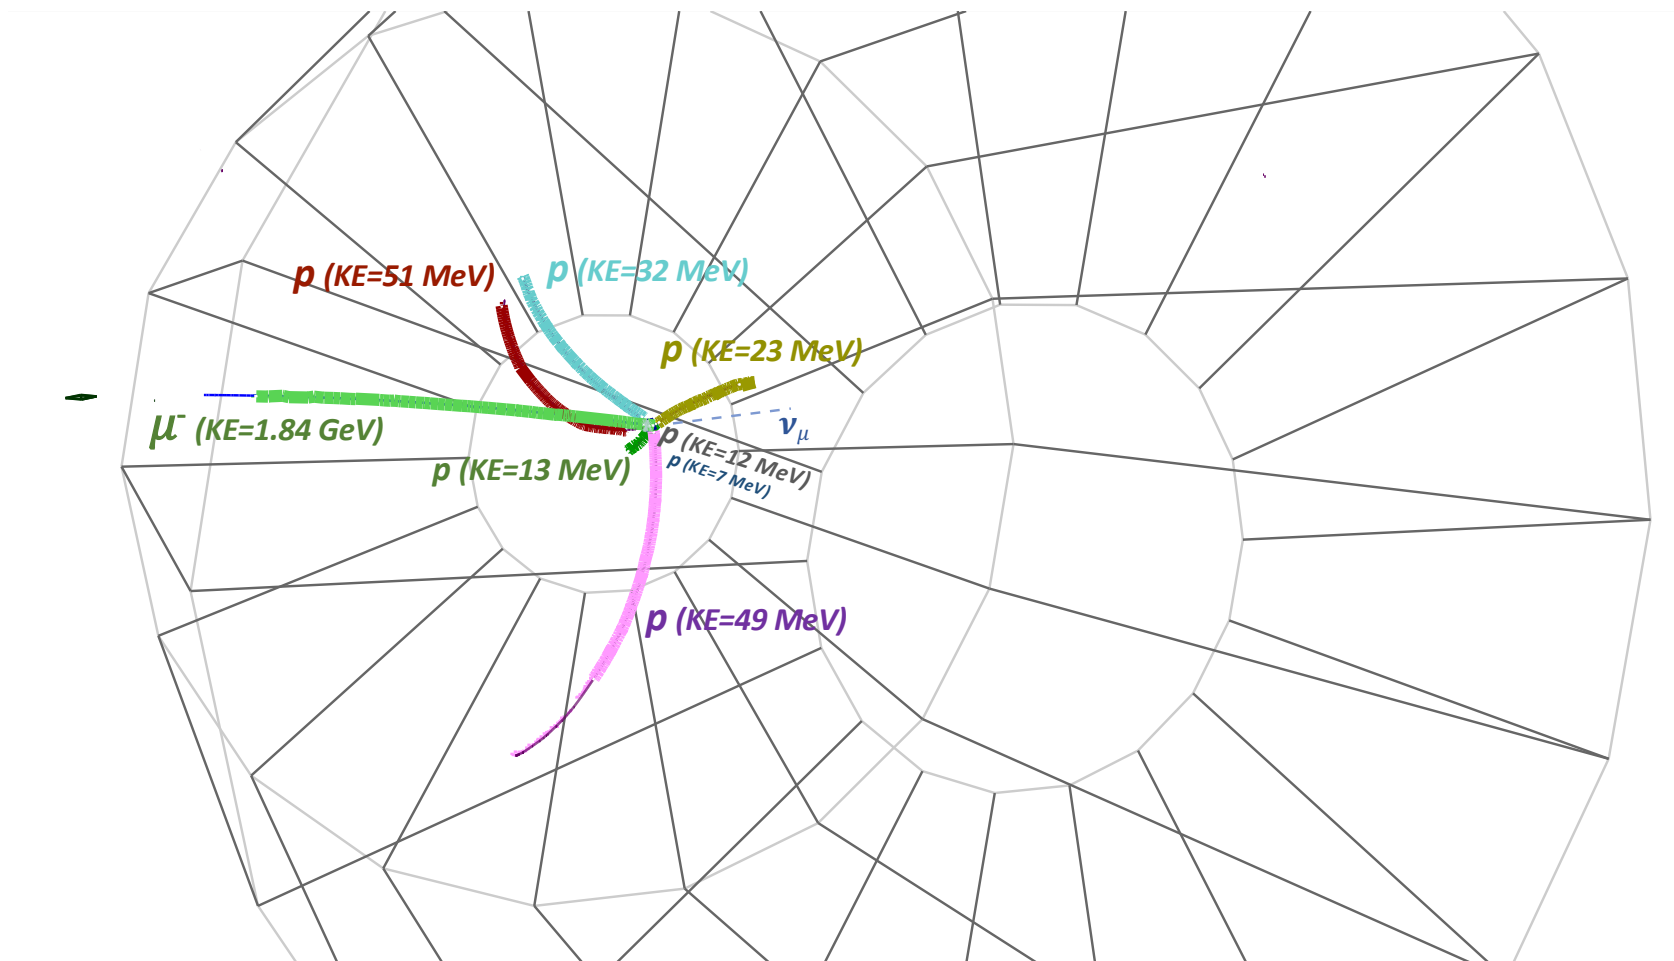 p (KE=51 MeV)
p (KE=32 MeV)
p (KE=23 MeV)
μ⁻ (KE=1.84 GeV)
ν_μ
p (KE=12 MeV)
p (KE=13 MeV)
p (KE=7 MeV)
p (KE=49 MeV)